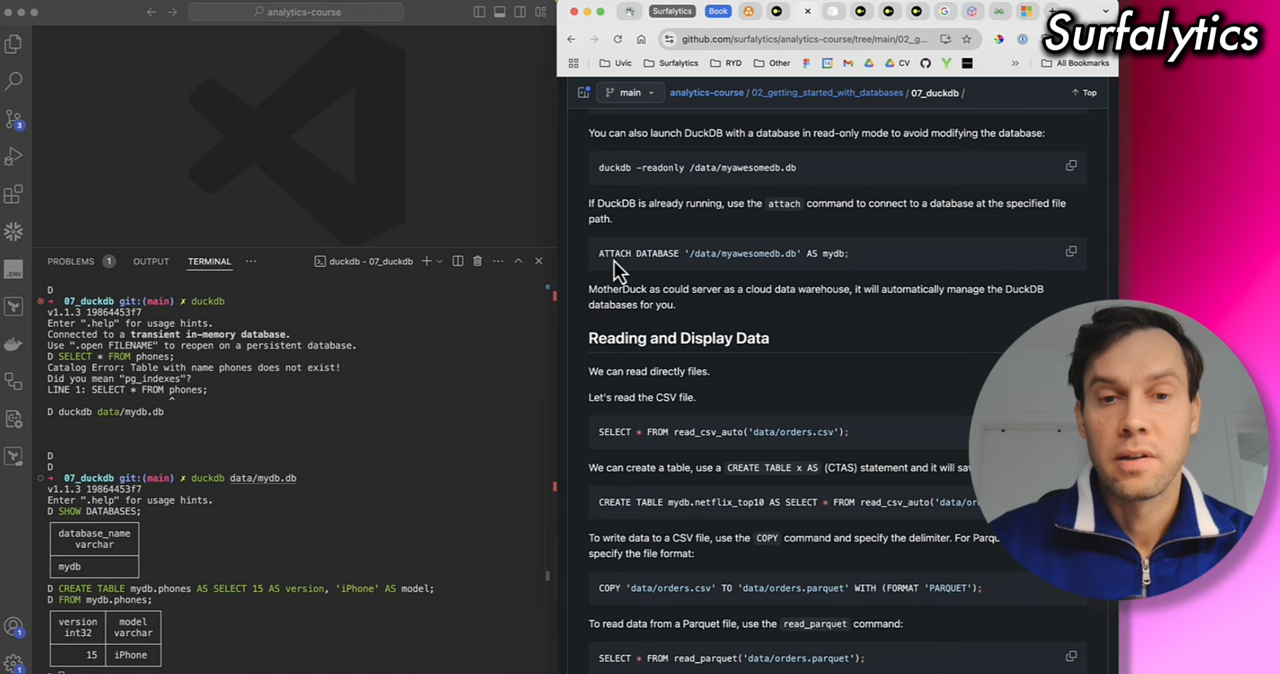 analytics-course
Surfalytics
Book
github.com/surfalytics/analytics-course/tree/main/02_g...
Surfalytics
Uvic
Surfalytics
RYD
Other
CV
»
All Bookmarks
main
analytics-course / 02_getting_started_with_databases / 07_duckdb /
Top
You can also launch DuckDB with a database in read-only mode to avoid modifying the database:
duckdb -readonly /data/myawesomedb.db
If DuckDB is already running, use the attach command to connect to a database at the specified file
path.
ATTACH DATABASE '/data/myawesomedb.db' AS mydb;
MotherDuck as could server as a cloud data warehouse, it will automatically manage the DuckDB
databases for you.
Reading and Display Data
We can read directly files.
Let's read the CSV file.
SELECT * FROM read_csv_auto('data/orders.csv');
We can create a table, use a CREATE TABLE x AS (CTAS) statement and it will sav
CREATE TABLE mydb.netflix_top10 AS SELECT * FROM read_csv_auto('data/or
To write data to a CSV file, use the COPY command and specify the delimiter. For Parqu
specify the file format:
COPY 'data/orders.csv' TO 'data/orders.parquet' WITH (FORMAT 'PARQUET');
To read data from a Parquet file, use the read_parquet command:
SELECT * FROM read_parquet('data/orders.parquet');
3
.ENV
1
PROBLEMS 1 OUTPUT TERMINAL ...
duckdb - 07_duckdb
D
→ 07_duckdb git:(main) ✗ duckdb
v1.1.3 19864453f7
Enter ".help" for usage hints.
Connected to a transient in-memory database.
Use ".open FILENAME" to reopen on a persistent database.
D SELECT * FROM phones;
Catalog Error: Table with name phones does not exist!
Did you mean "pg_indexes"?
LINE 1: SELECT * FROM phones;
^
D duckdb data/mydb.db
D
D
→ 07_duckdb git:(main) ✗ duckdb data/mydb.db
v1.1.3 19864453f7
Enter ".help" for usage hints.
D SHOW DATABASES;
database_name
varchar
mydb
D CREATE TABLE mydb.phones AS SELECT 15 AS version, 'iPhone' AS model;
D FROM mydb.phones;
version model
int32 varchar
15 iPhone
1